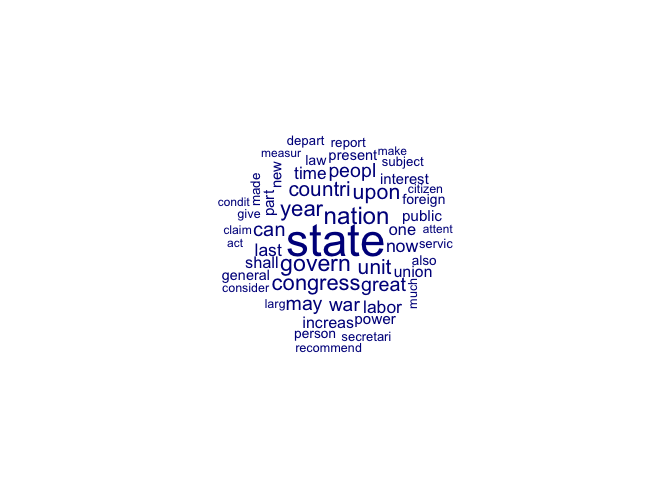 depart report
measur law present make
new time peopl subject
condit made part countri upon interest citizen
give year nation foreign
claim can state one public attent
act last now servic
shall govern unit union also
general congress great
consider much
larg may war labor
increas power
person secretari
recommend